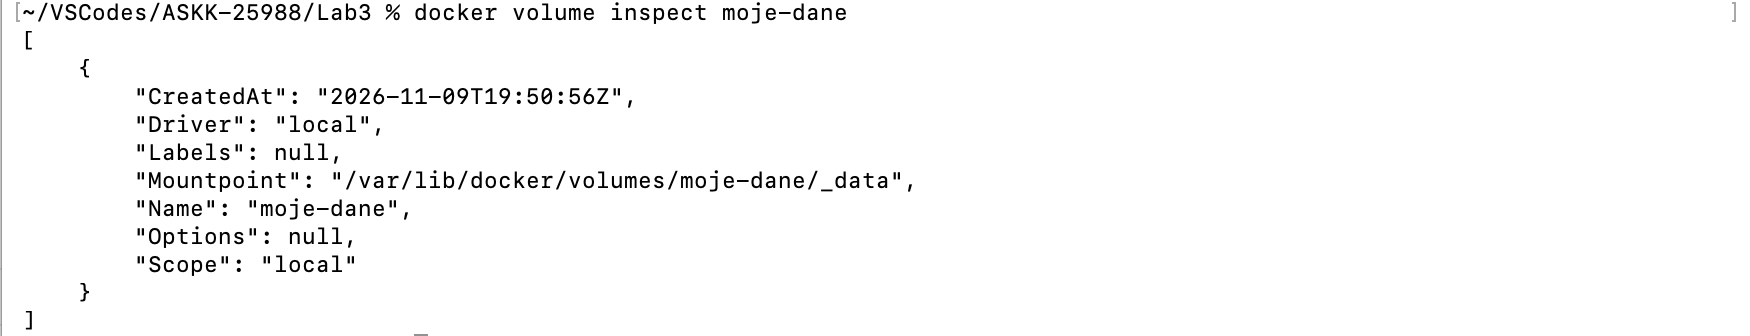 [~/VSCodes/ASKK-25988/Lab3 % docker volume inspect moje-dane ]
[
    {
        "CreatedAt": "2026-11-09T19:50:56Z",
        "Driver": "local",
        "Labels": null,
        "Mountpoint": "/var/lib/docker/volumes/moje-dane/_data",
        "Name": "moje-dane",
        "Options": null,
        "Scope": "local"
    }
]